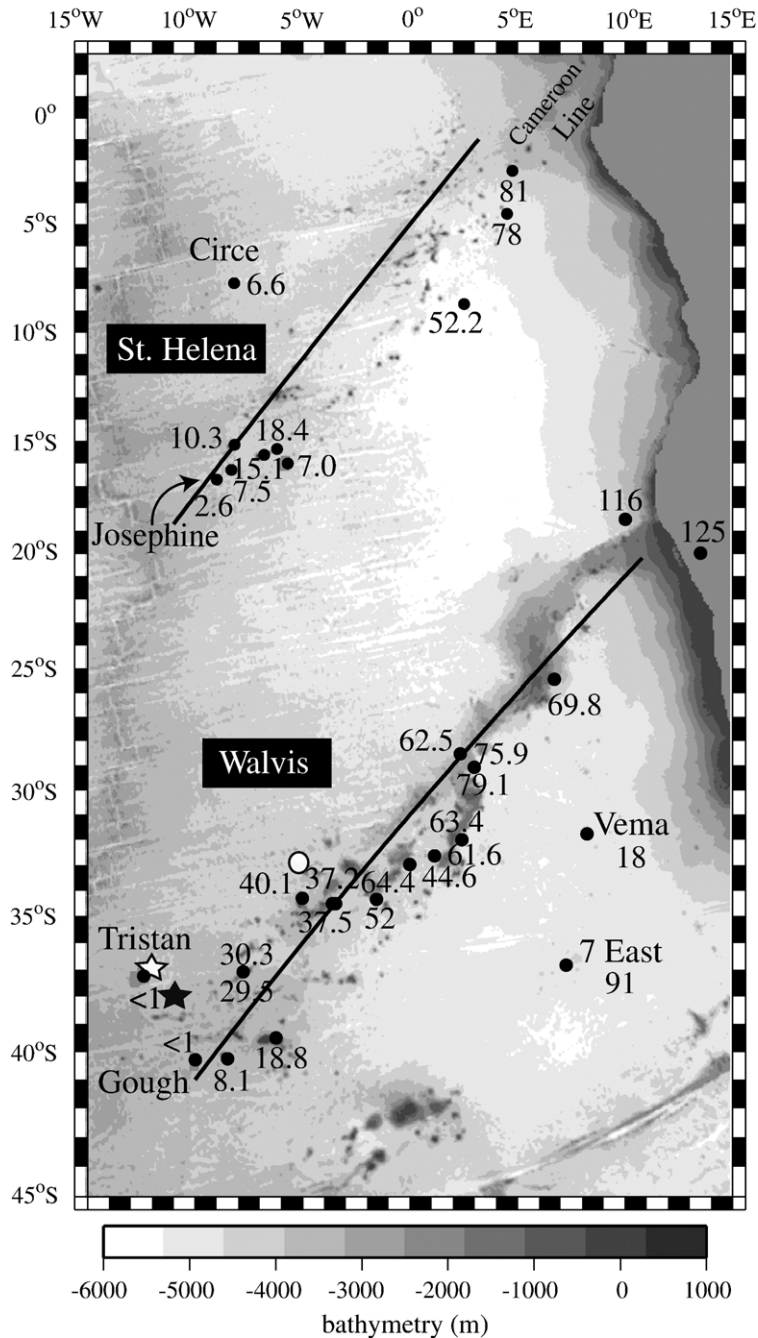 15°W 5°W 0° 5°E 10°E 15°E
0°
5°S
10°S
15°S
20°S
25°S
30°S
35°S
40°S
45°S
Cameroon
Line
81
78
Circe
6.6
52.2
St. Helena
10.3
18.4
15.1
7.0
7.5
2.6
Josephine
116
125
69.8
62.5
75.9
79.1
Walvis
63.4
61.6
Vema
18
40.1
37.2
64.4
44.6
37.5
52
Tristan
<1
30.3
29.5
7 East
91
<1
Gough
8.1
18.8
-6000 -5000 -4000 -3000 -2000 -1000 0 1000
bathymetry (m)